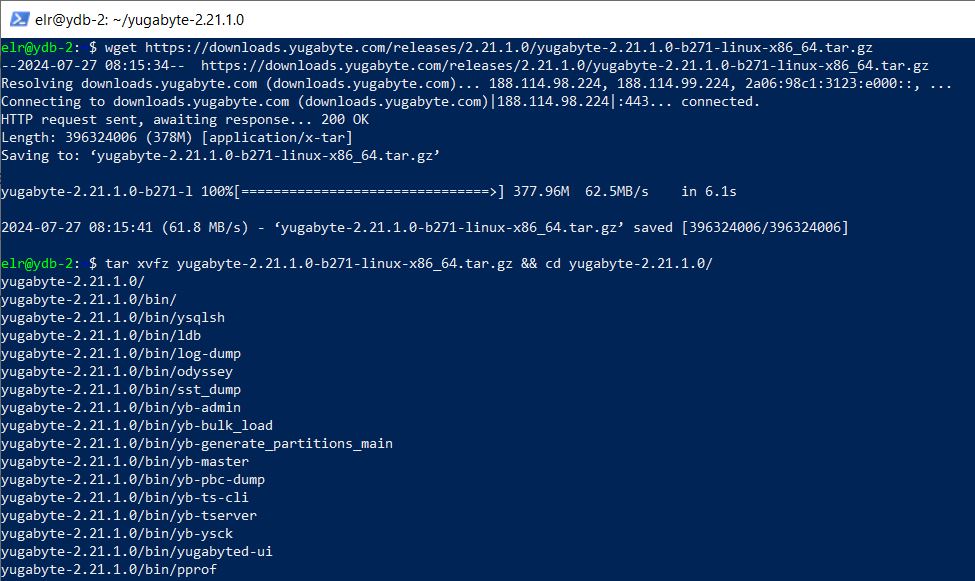 elr@ydb-2: ~/yugabyte-2.21.1.0
elr@ydb-2: $ wget https://downloads.yugabyte.com/releases/2.21.1.0/yugabyte-2.21.1.0-b271-linux-x86_64.tar.gz
--2024-07-27 08:15:34--  https://downloads.yugabyte.com/releases/2.21.1.0/yugabyte-2.21.1.0-b271-linux-x86_64.tar.gz
Resolving downloads.yugabyte.com (downloads.yugabyte.com)... 188.114.98.224, 188.114.99.224, 2a06:98c1:3123:e000::, ...
Connecting to downloads.yugabyte.com (downloads.yugabyte.com)|188.114.98.224|:443... connected.
HTTP request sent, awaiting response... 200 OK
Length: 396324006 (378M) [application/x-tar]
Saving to: ‘yugabyte-2.21.1.0-b271-linux-x86_64.tar.gz’
yugabyte-2.21.1.0-b271-l 100%[===============================>] 377.96M  62.5MB/s    in 6.1s
2024-07-27 08:15:41 (61.8 MB/s) - ‘yugabyte-2.21.1.0-b271-linux-x86_64.tar.gz’ saved [396324006/396324006]
elr@ydb-2: $ tar xvfz yugabyte-2.21.1.0-b271-linux-x86_64.tar.gz && cd yugabyte-2.21.1.0/
yugabyte-2.21.1.0/
yugabyte-2.21.1.0/bin/
yugabyte-2.21.1.0/bin/ysqlsh
yugabyte-2.21.1.0/bin/ldb
yugabyte-2.21.1.0/bin/log-dump
yugabyte-2.21.1.0/bin/odyssey
yugabyte-2.21.1.0/bin/sst_dump
yugabyte-2.21.1.0/bin/yb-admin
yugabyte-2.21.1.0/bin/yb-bulk_load
yugabyte-2.21.1.0/bin/yb-generate_partitions_main
yugabyte-2.21.1.0/bin/yb-master
yugabyte-2.21.1.0/bin/yb-pbc-dump
yugabyte-2.21.1.0/bin/yb-ts-cli
yugabyte-2.21.1.0/bin/yb-tserver
yugabyte-2.21.1.0/bin/yb-ysck
yugabyte-2.21.1.0/bin/yugabyted-ui
yugabyte-2.21.1.0/bin/pprof